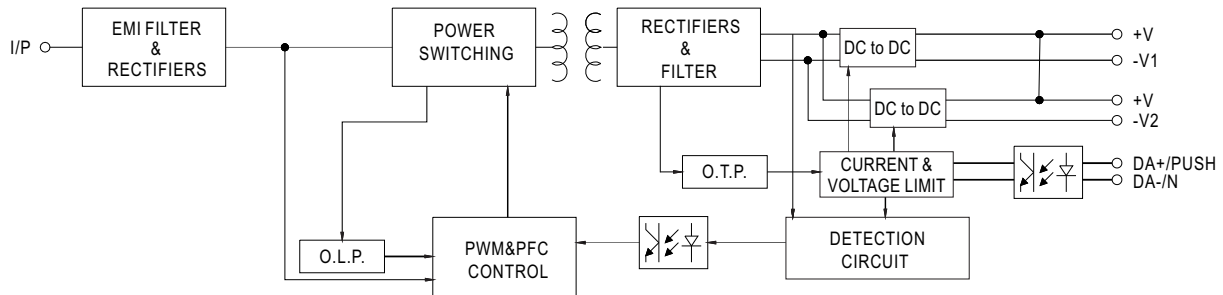 I/P
EMI FILTER
&
RECTIFIERS
POWER
SWITCHING
RECTIFIERS
&
FILTER
DC to DC
+V
-V1
DC to DC
+V
-V2
O.T.P.
CURRENT &
VOLTAGE LIMIT
DA+/PUSH
DA-/N
O.L.P.
PWM&PFC
CONTROL
DETECTION
CIRCUIT